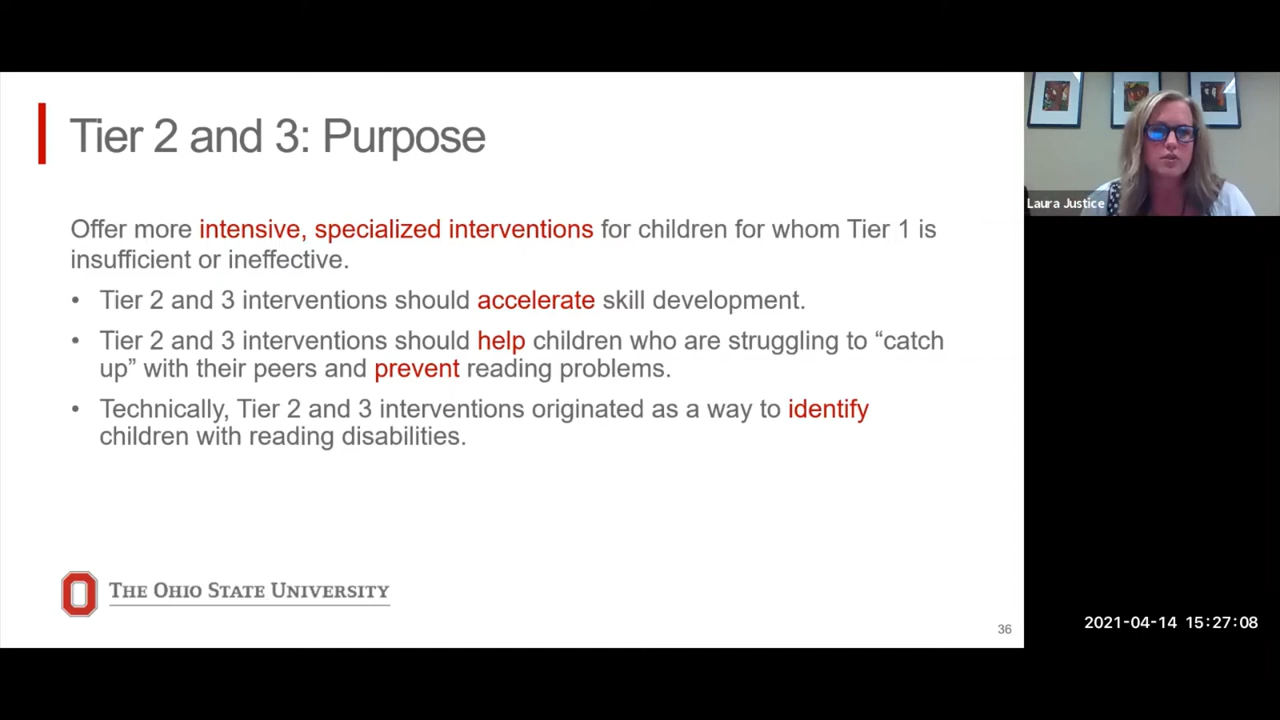 Tier 2 and 3: Purpose
Offer more intensive, specialized interventions for children for whom Tier 1 is
insufficient or ineffective.
• Tier 2 and 3 interventions should accelerate skill development.
• Tier 2 and 3 interventions should help children who are struggling to “catch
up” with their peers and prevent reading problems.
• Technically, Tier 2 and 3 interventions originated as a way to identify
children with reading disabilities.
THE OHIO STATE UNIVERSITY
36
Laura Justice
2021-04-14 15:27:08